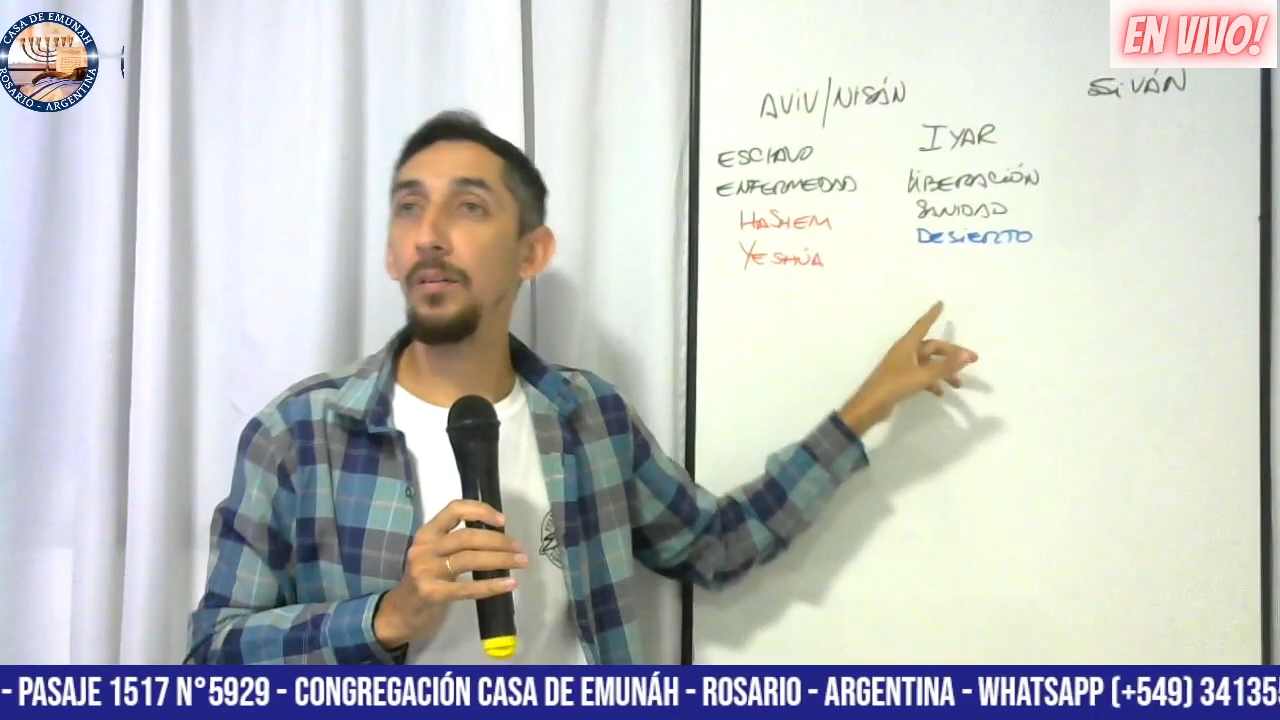 CASA DE EMUNAH
ROSARIO - ARGENTINA
EN VIVO!
AVIV/NISÁN
ESCLAVO
ENFERMEDAD
HASHEM
YESHÚA
IYAR
LIBERACIÓN
SANIDAD
DESIERTO
SIVÁN
- PASAJE 1517 N°5929 - CONGREGACIÓN CASA DE EMUNÁH - ROSARIO - ARGENTINA - WHATSAPP (+549) 341355